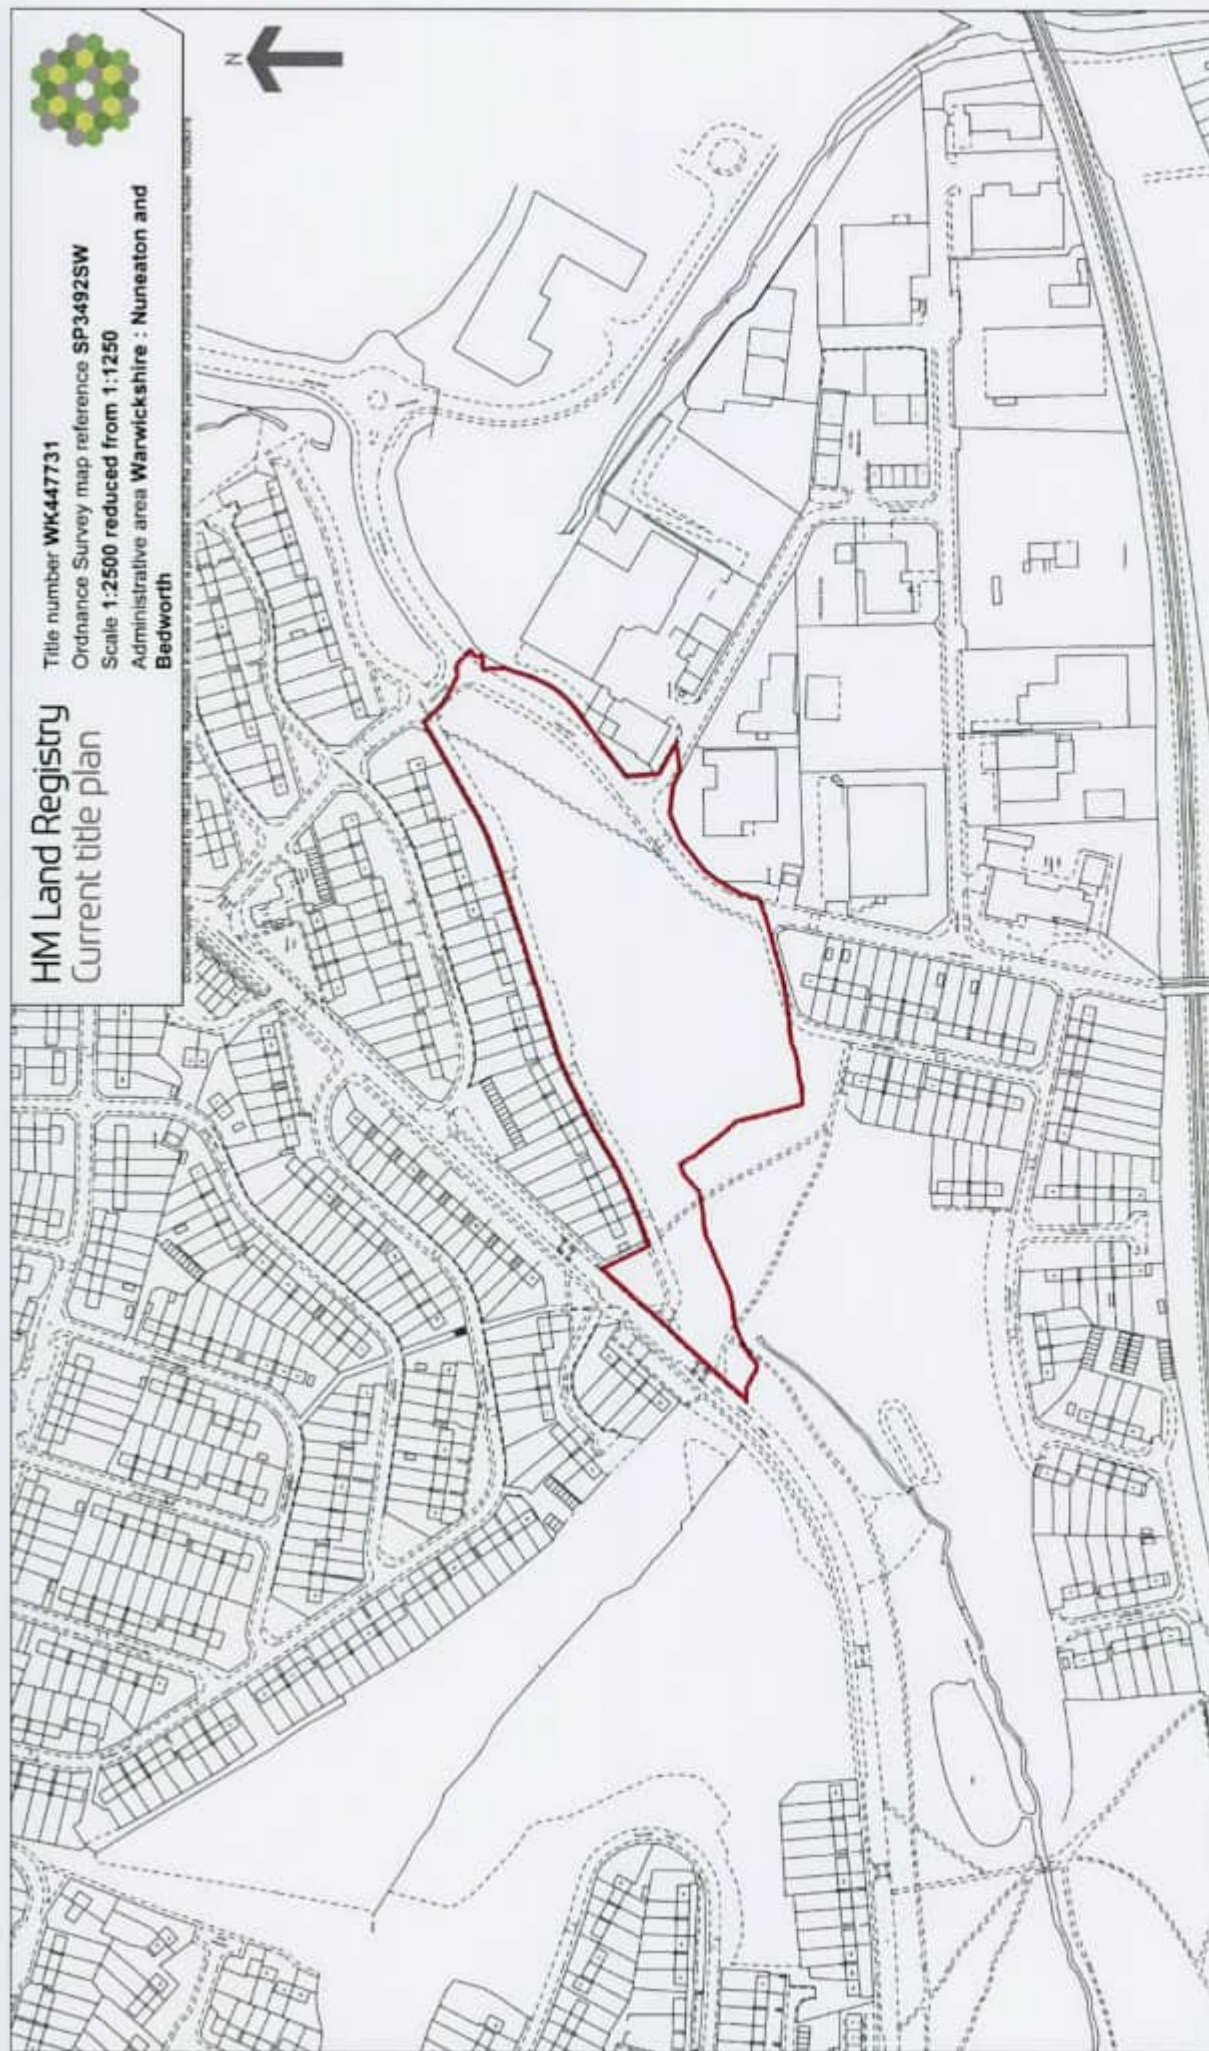 HM Land Registry
Current title plan
Title number WK447731
Ordnance Survey map reference SP3492SW
Scale 1:2500 reduced from 1:1250
Administrative area Warwickshire : Nuneaton and
Bedworth
N